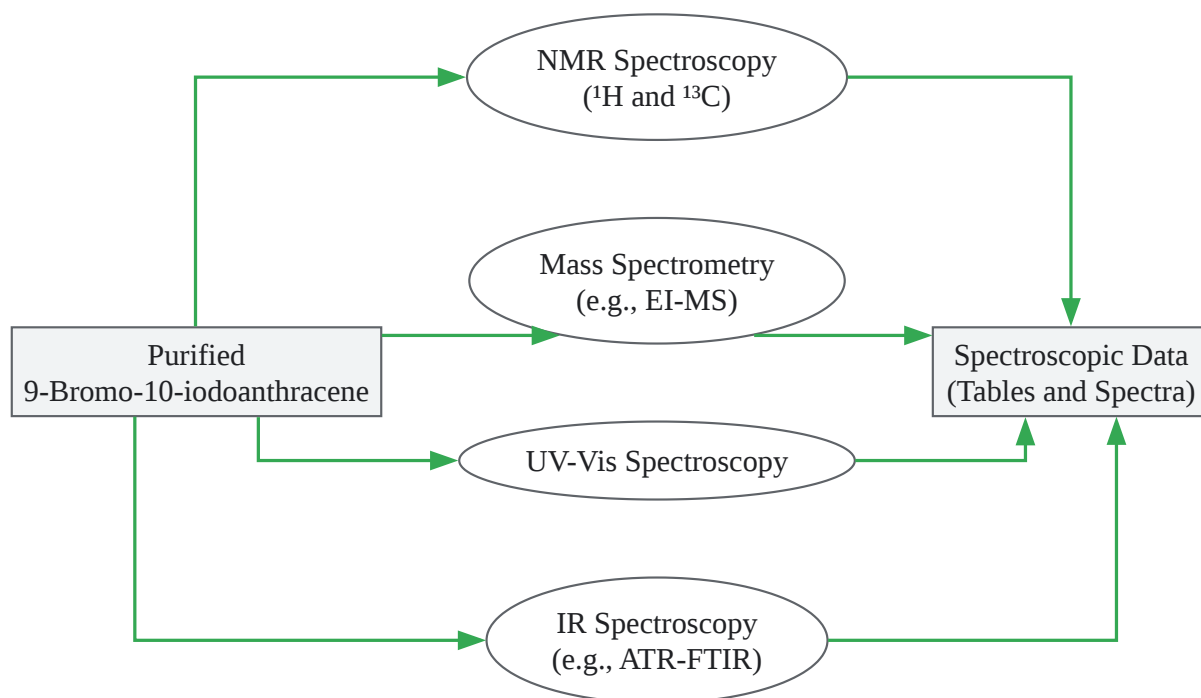 NMR Spectroscopy
(¹H and ¹³C)
Mass Spectrometry
(e.g., EI-MS)
Purified
9-Bromo-10-iodoanthracene
Spectroscopic Data
(Tables and Spectra)
UV-Vis Spectroscopy
IR Spectroscopy
(e.g., ATR-FTIR)